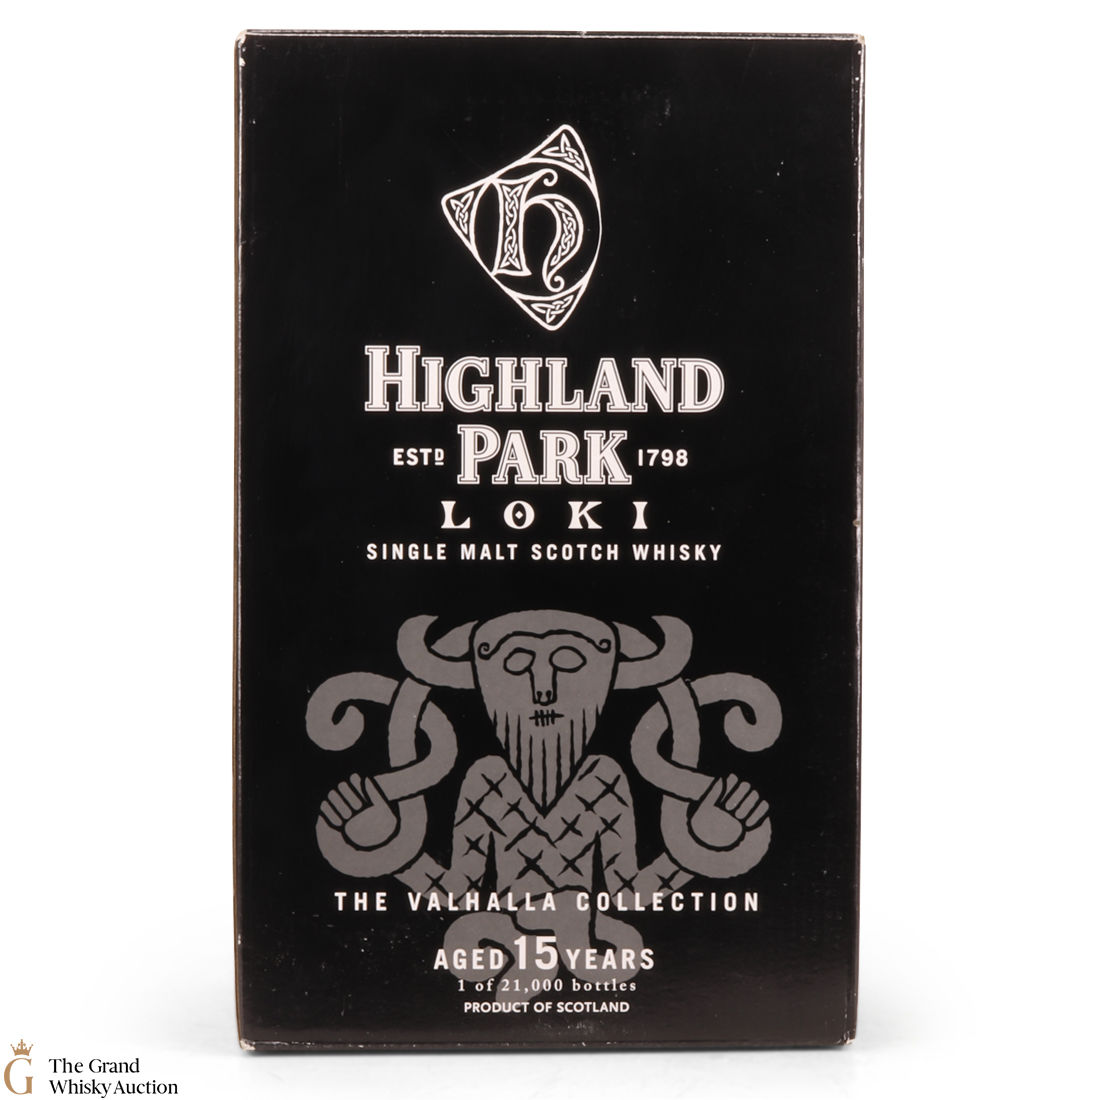 h
HIGHLAND
ESTD PARK 1798
LOKI
SINGLE MALT SCOTCH WHISKY
THE VALHALLA COLLECTION
AGED 15 YEARS
1 of 21,000 bottles
PRODUCT OF SCOTLAND
G The Grand
Whisky Auction